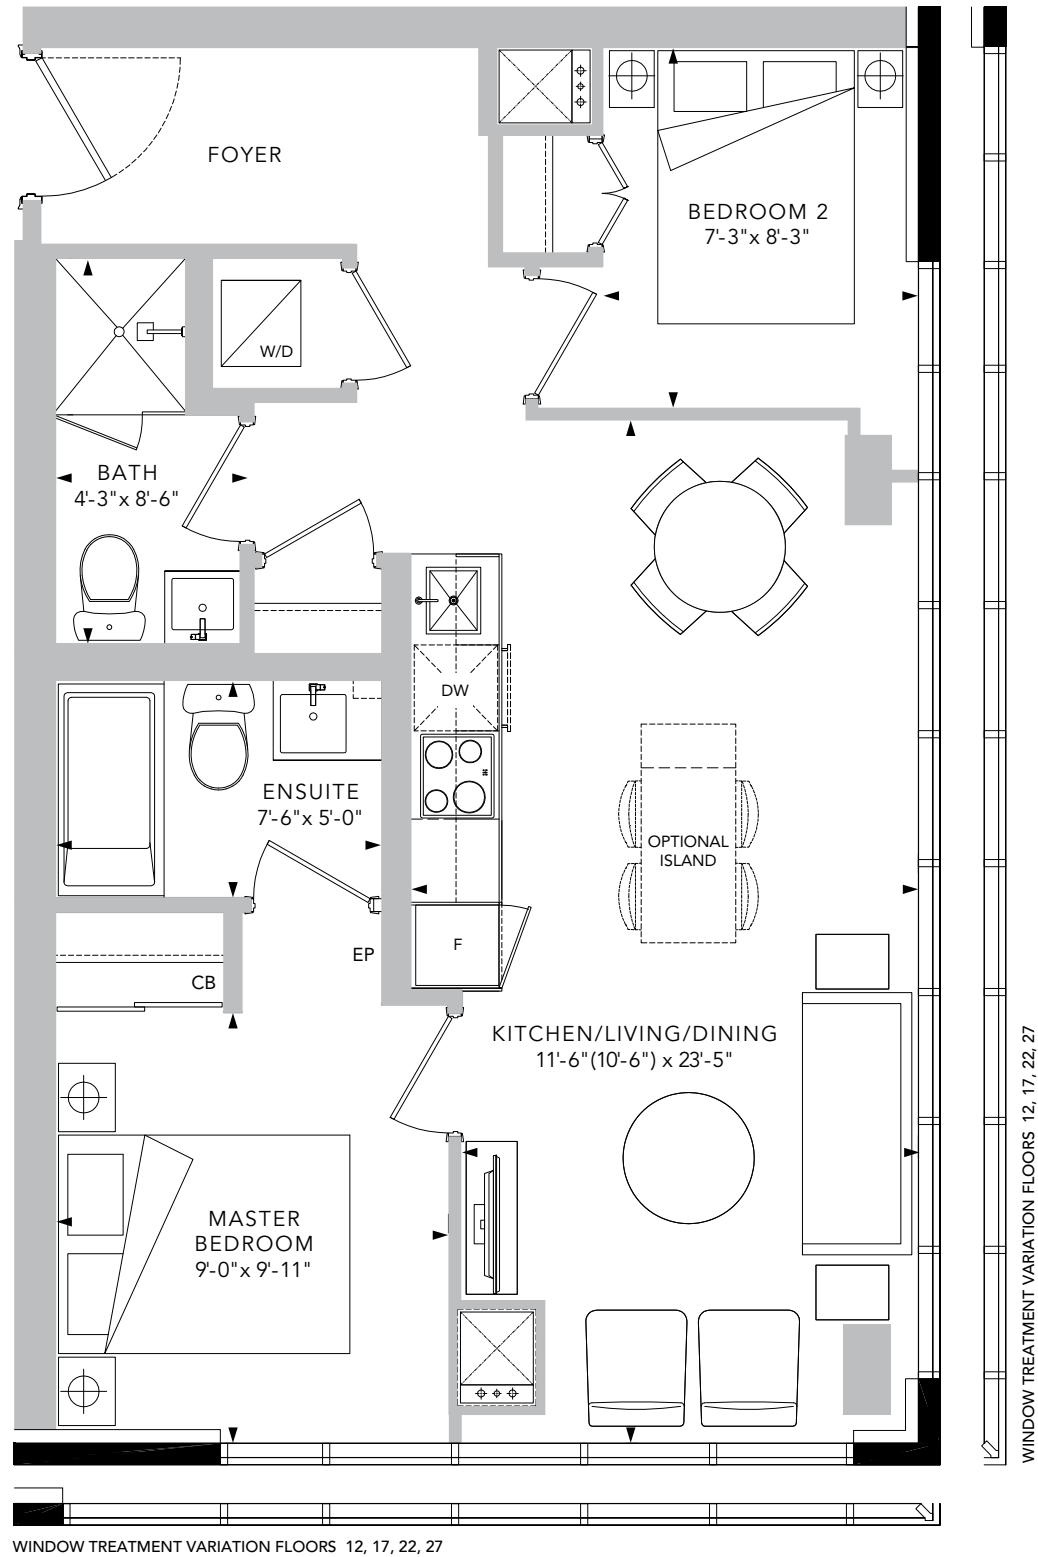 FOYER
BEDROOM 2
7'-3"x 8'-3"
W/D
BATH
4'-3"x 8'-6"
DW
ENSUITE
7'-6"x 5'-0"
OPTIONAL
ISLAND
EP
F
CB
KITCHEN/LIVING/DINING
11'-6"(10'-6") x 23'-5"
MASTER
BEDROOM
9'-0"x 9'-11"
WINDOW TREATMENT VARIATION FLOORS 12, 17, 22, 27
WINDOW TREATMENT VARIATION FLOORS 12, 17, 22, 27